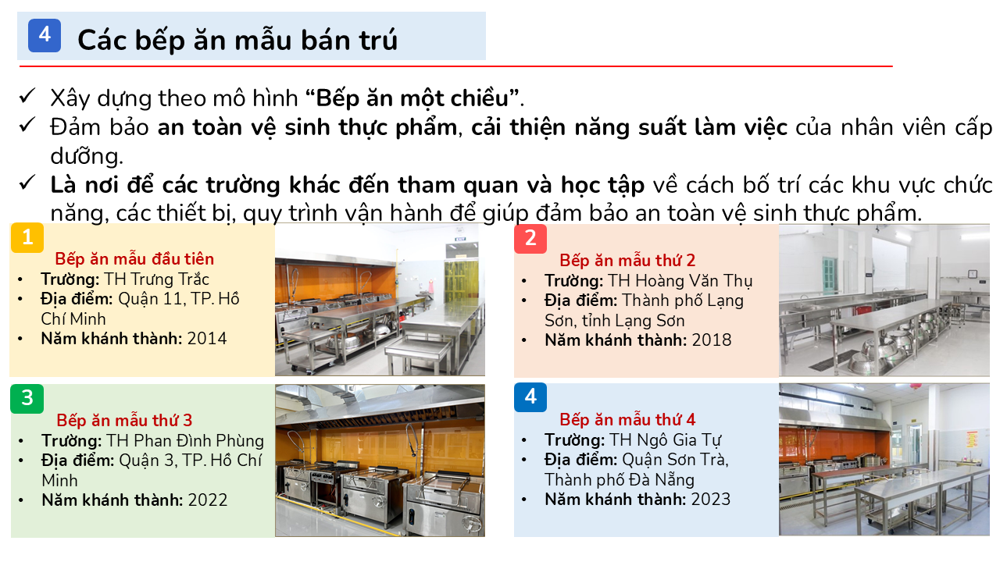 4
Các bếp ăn mẫu bán trú
✓ Xây dựng theo mô hình “Bếp ăn một chiều”.
✓ Đảm bảo an toàn vệ sinh thực phẩm, cải thiện năng suất làm việc của nhân viên cấp
dưỡng.
✓ Là nơi để các trường khác đến tham quan và học tập về cách bố trí các khu vực chức
năng, các thiết bị, quy trình vận hành để giúp đảm bảo an toàn vệ sinh thực phẩm.
1
Bếp ăn mẫu đầu tiên
• Trường: TH Trưng Trắc
• Địa điểm: Quận 11, TP. Hồ
Chí Minh
• Năm khánh thành: 2014
2
Bếp ăn mẫu thứ 2
• Trường: TH Hoàng Văn Thụ
• Địa điểm: Thành phố Lạng
Sơn, tỉnh Lạng Sơn
• Năm khánh thành: 2018
3
Bếp ăn mẫu thứ 3
• Trường: TH Phan Đình Phùng
• Địa điểm: Quận 3, TP. Hồ Chí
Minh
• Năm khánh thành: 2022
4
Bếp ăn mẫu thứ 4
• Trường: TH Ngô Gia Tự
• Địa điểm: Quận Sơn Trà,
Thành phố Đà Nẵng
• Năm khánh thành: 2023